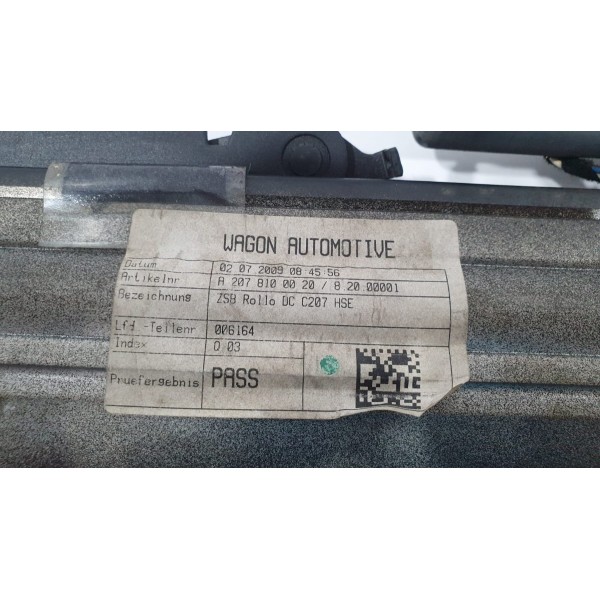 WAGON AUTOMOTIVE
Datum 02 07 2009 08 45 56
Artikelnr A 207 810 00 20 / 8 20 00001
Bezeichnung ZSB Rollo DC C207 HSE
Lfd.-Teilenr 006164
Index 0 03
Pruefergebnis PASS